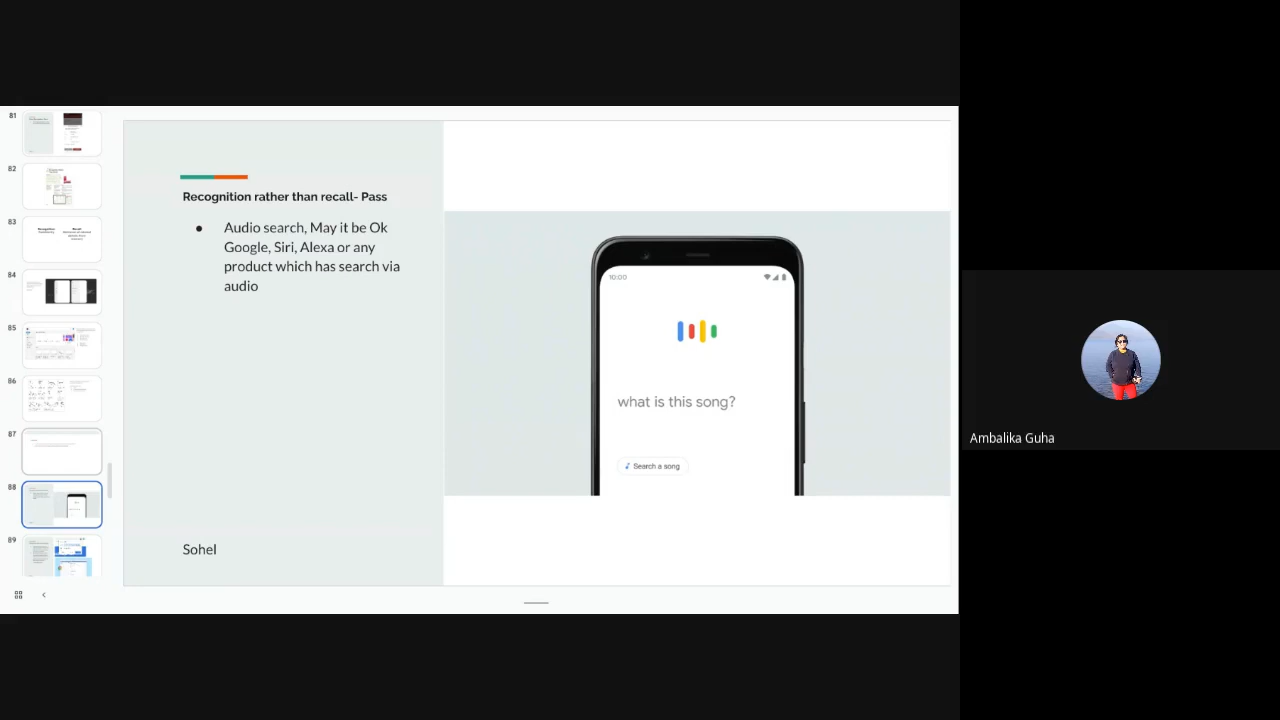 81
82
83
84
85
86
87
88
89
Recognition rather than recall- Pass
● Audio search, May it be Ok
Google, Siri, Alexa or any
product which has search via
audio
Sohel
10:00
what is this song?
Search a song
Ambalika Guha